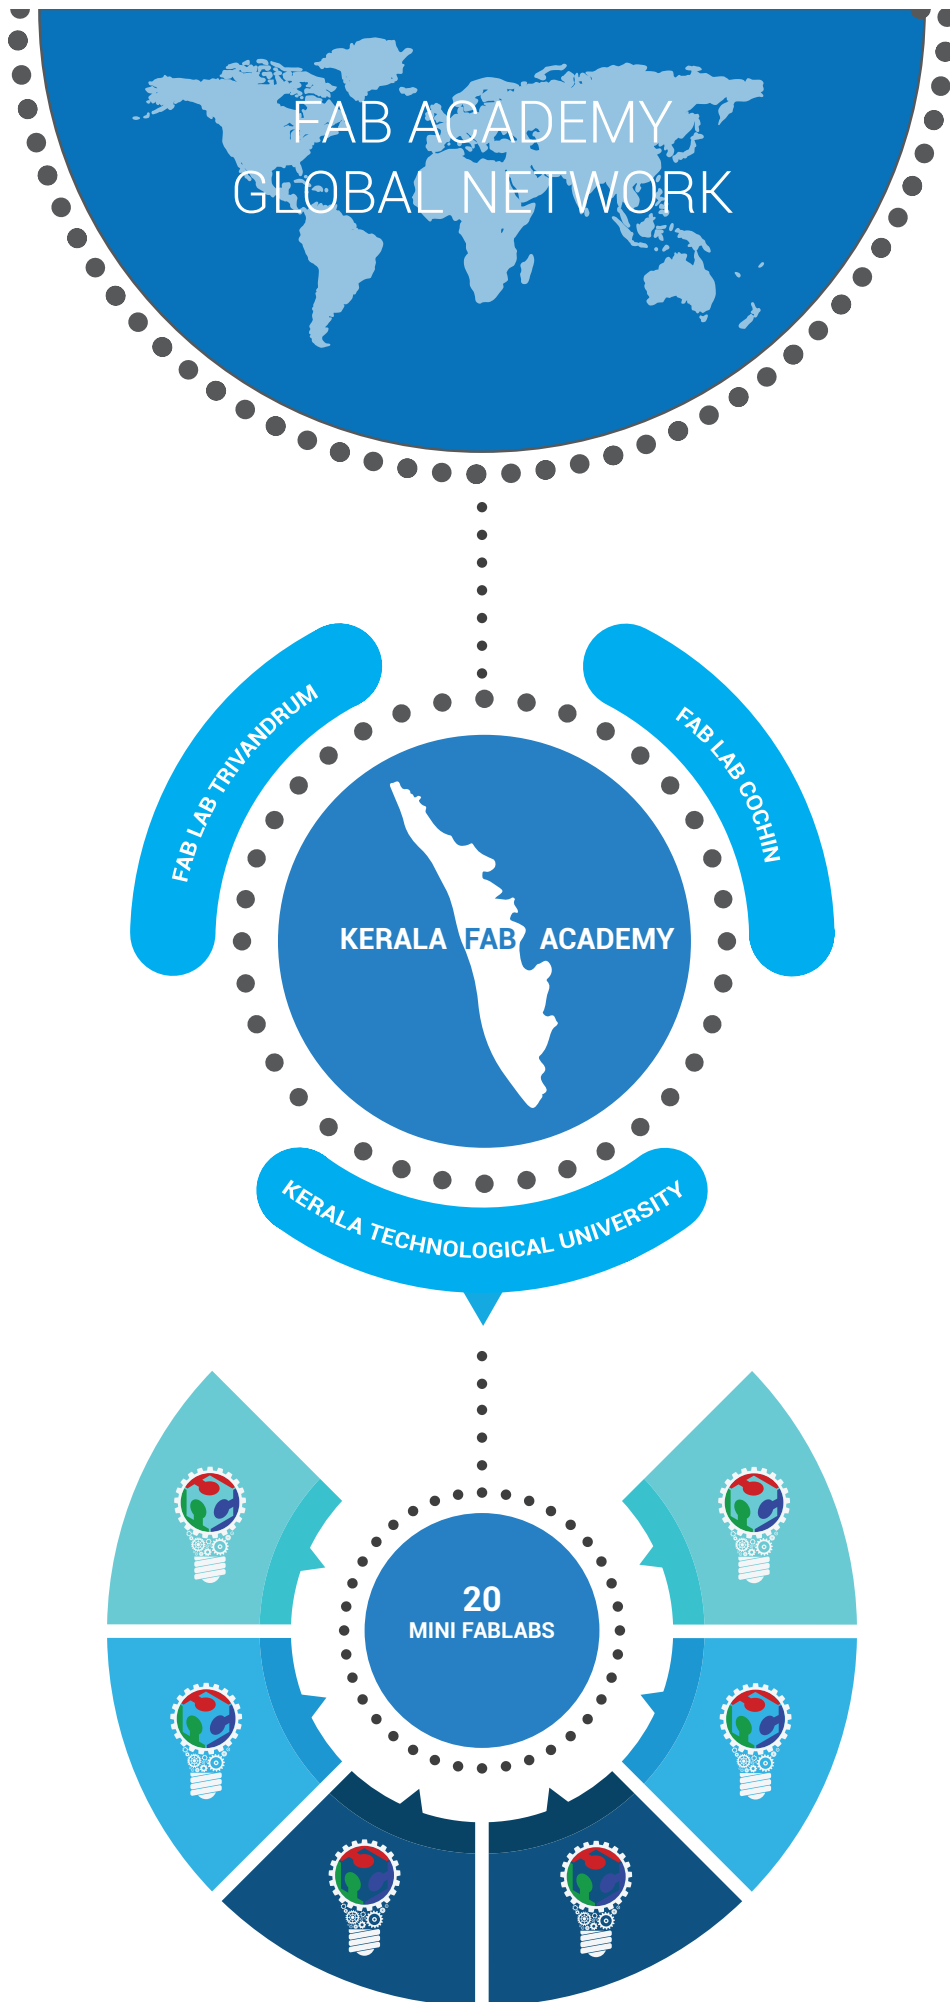 FAB ACADEMY
GLOBAL NETWORK
FAB LAB TRIVANDRUM
FAB LAB COCHIN
KERALA FAB ACADEMY
KERALA TECHNOLOGICAL UNIVERSITY
20
MINI FABLABS